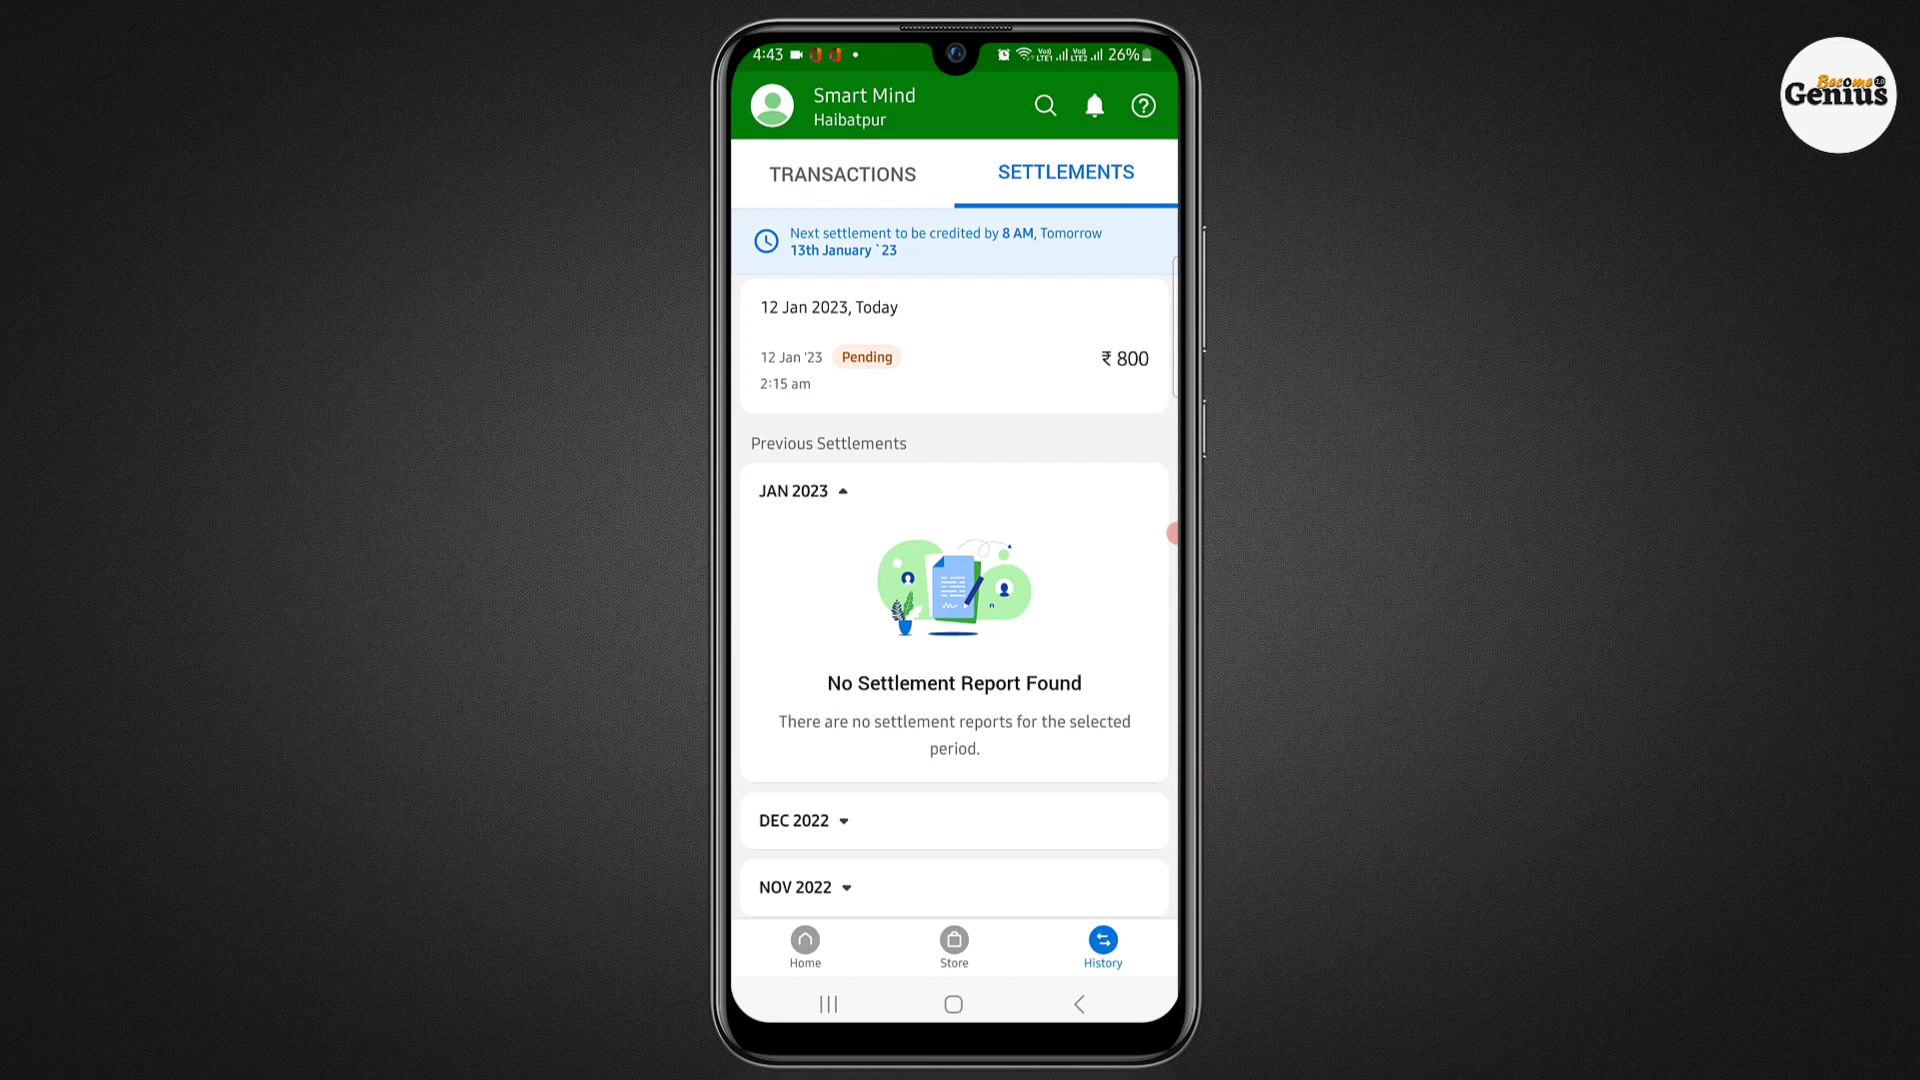 4:43
26%
Smart Mind
Haibatpur
Become 2.0
Genius
TRANSACTIONS
SETTLEMENTS
Next settlement to be credited by 8 AM, Tomorrow
13th January `23
12 Jan 2023, Today
12 Jan '23 Pending ₹ 800
2:15 am
Previous Settlements
JAN 2023
No Settlement Report Found
There are no settlement reports for the selected
period.
DEC 2022
NOV 2022
Home
Store
History